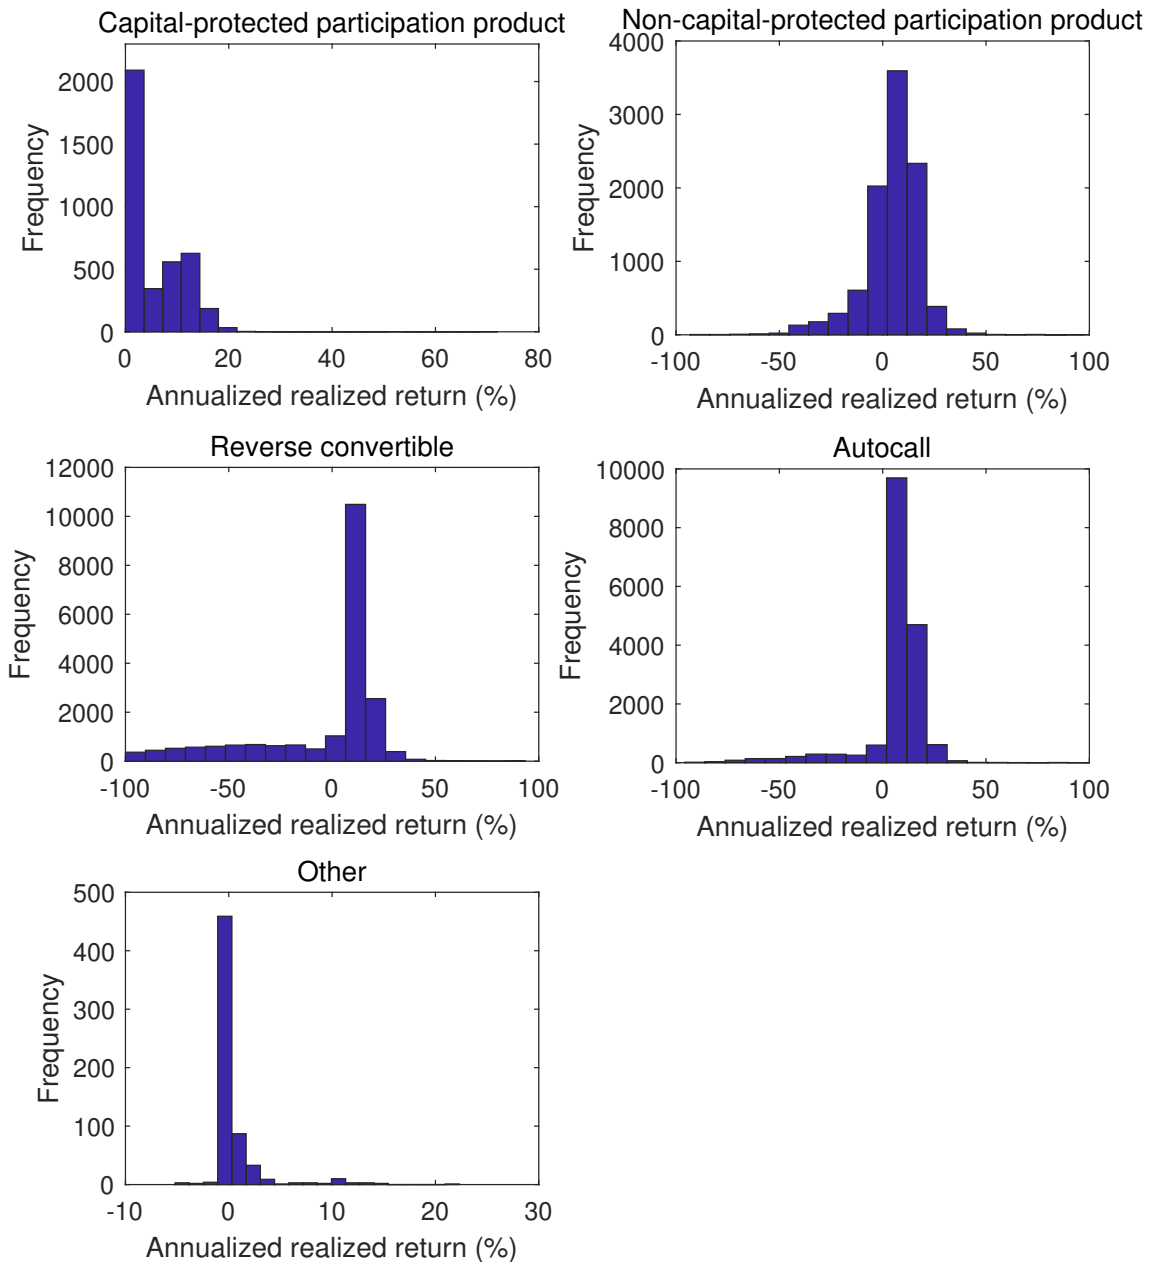 Capital-protected participation product
Frequency
2000
1500
1000
500
0
0 20 40 60 80
Annualized realized return (%)
Non-capital-protected participation product
Frequency
4000
3000
2000
1000
0
-100 -50 0 50 100
Annualized realized return (%)
Reverse convertible
Frequency
12000
10000
8000
6000
4000
2000
0
-100 -50 0 50 100
Annualized realized return (%)
Autocall
Frequency
10000
8000
6000
4000
2000
0
-100 -50 0 50 100
Annualized realized return (%)
Other
Frequency
500
400
300
200
100
0
-10 0 10 20 30
Annualized realized return (%)